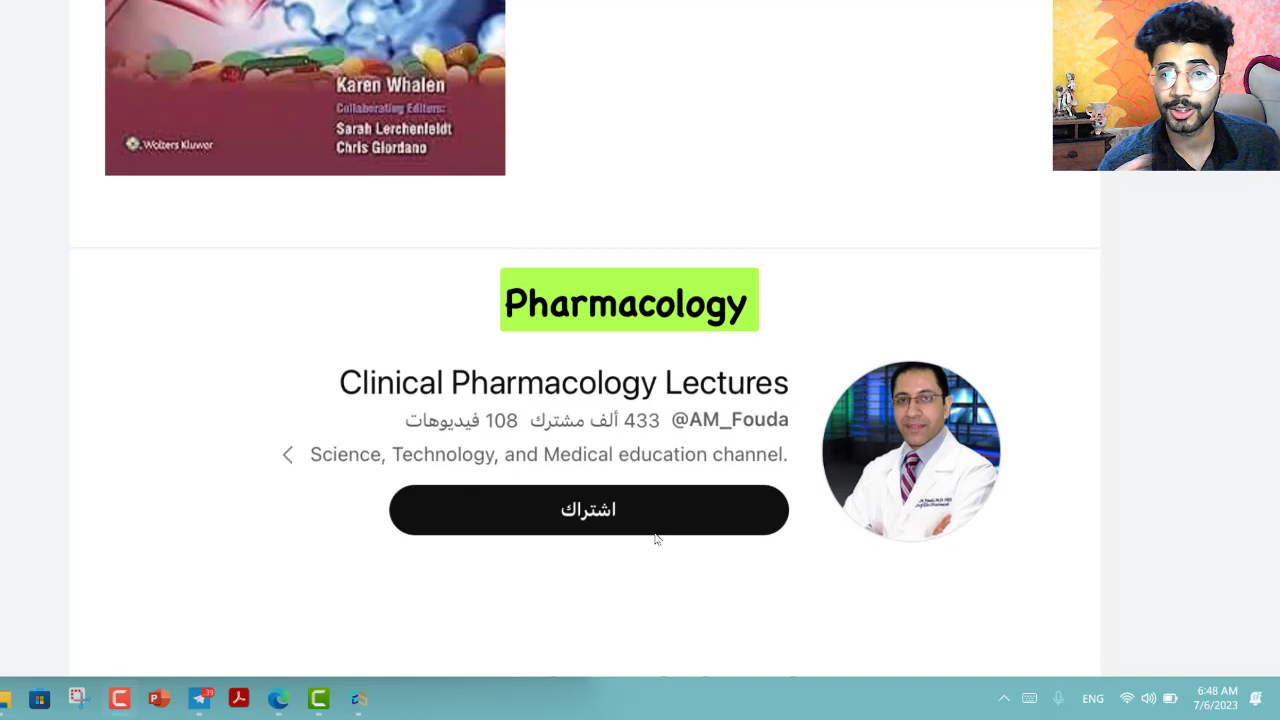 Karen Whalen
Collaborating Editors:
Sarah Lerchenfeldt
Chris Giordano
Wolters Kluwer
Pharmacology
Clinical Pharmacology Lectures
@AM_Fouda 433 ألف مشترك 108 فيديوهات
Science, Technology, and Medical education channel.
اشتراك
39
ENG
6:48 AM
7/6/2023